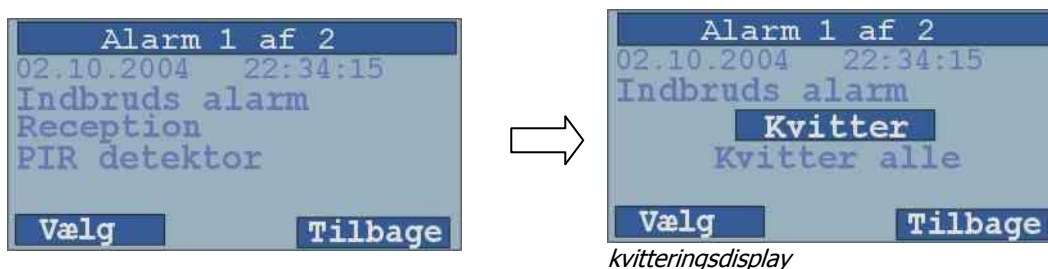 Alarm 1 af 2
02.10.2004 22:34:15
Indbruds alarm
Reception
PIR detektor
Vælg Tilbage
Alarm 1 af 2
02.10.2004 22:34:15
Indbruds alarm
Kvitter
Kvitter alle
Vælg Tilbage
kvitteringsdisplay